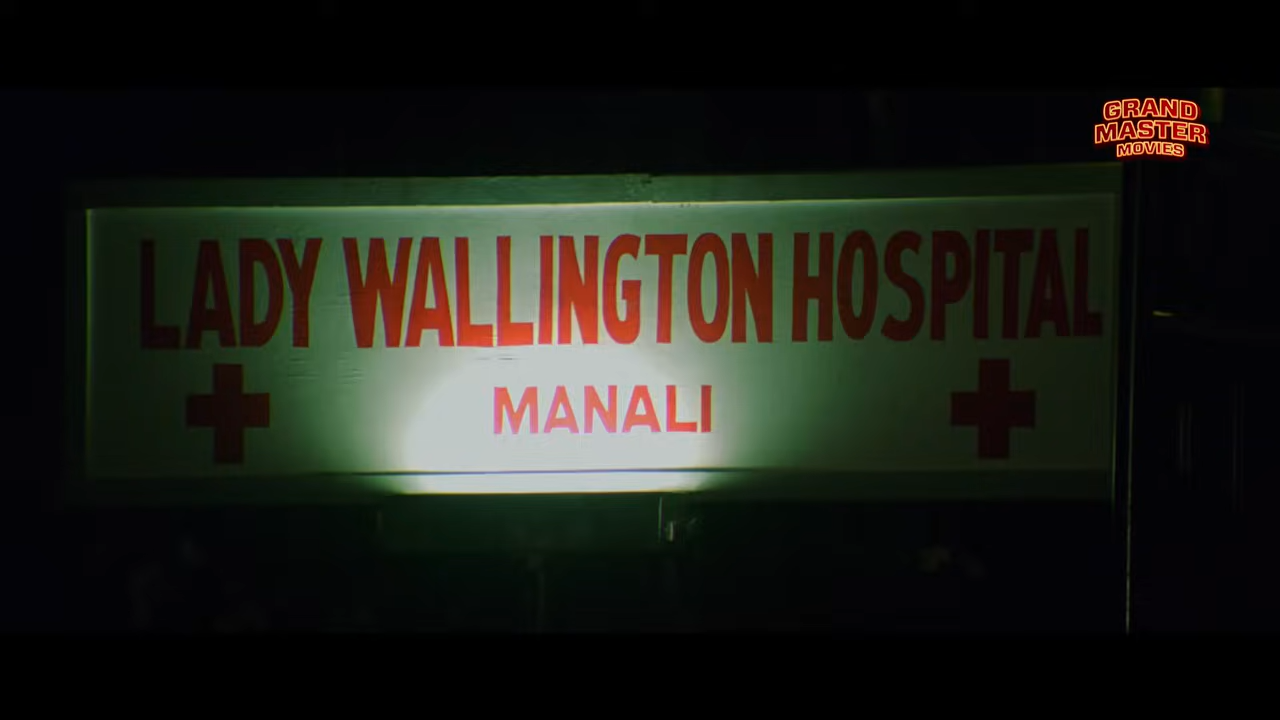 GRAND
MASTER
MOVIES
LADY WALLINGTON HOSPITAL
MANALI